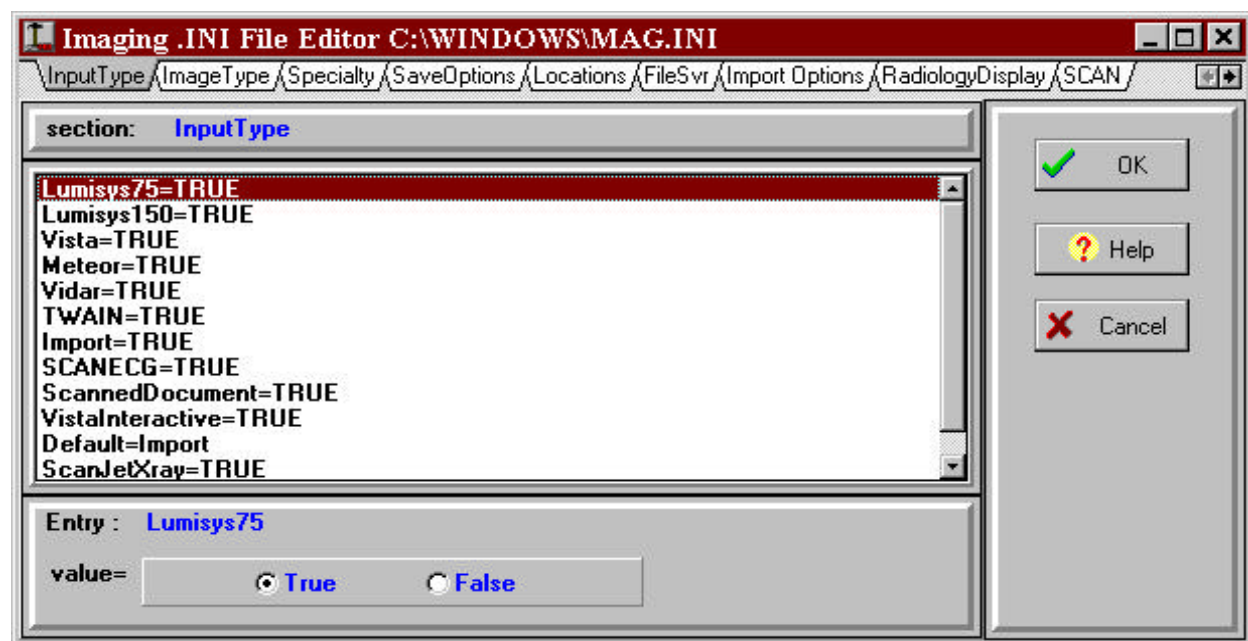 Imaging .INI File Editor C:\WINDOWS\MAG.INI
InputType ImageType Specialty SaveOptions Locations FileSvr Import Options RadiologyDisplay SCAN
section: InputType
Lumisys75=TRUE
Lumisys150=TRUE
Vista=TRUE
Meteor=TRUE
Vidar=TRUE
TWAIN=TRUE
Import=TRUE
SCANECG=TRUE
ScannedDocument=TRUE
VistaInteractive=TRUE
Default=Import
ScanJetXray=TRUE
Entry : Lumisys75
value= True False
OK
Help
Cancel